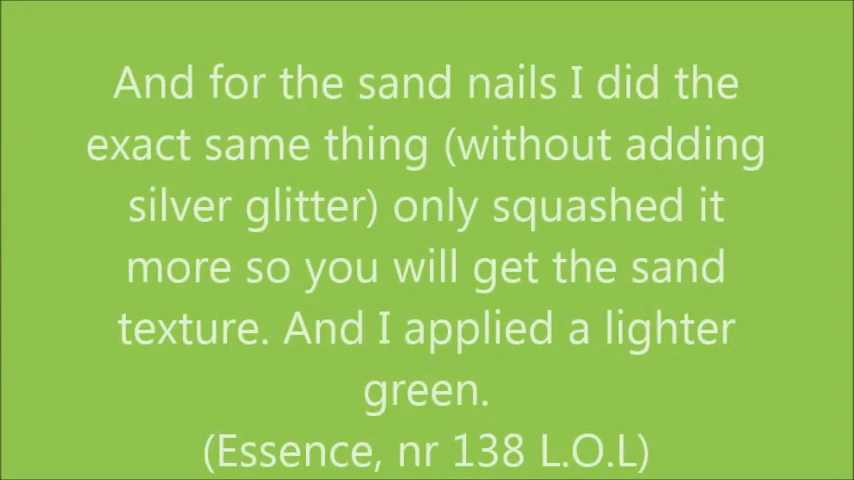 And for the sand nails I did the
exact same thing (without adding
silver glitter) only squashed it
more so you will get the sand
texture. And I applied a lighter
green.
(Essence, nr 138 L.O.L)